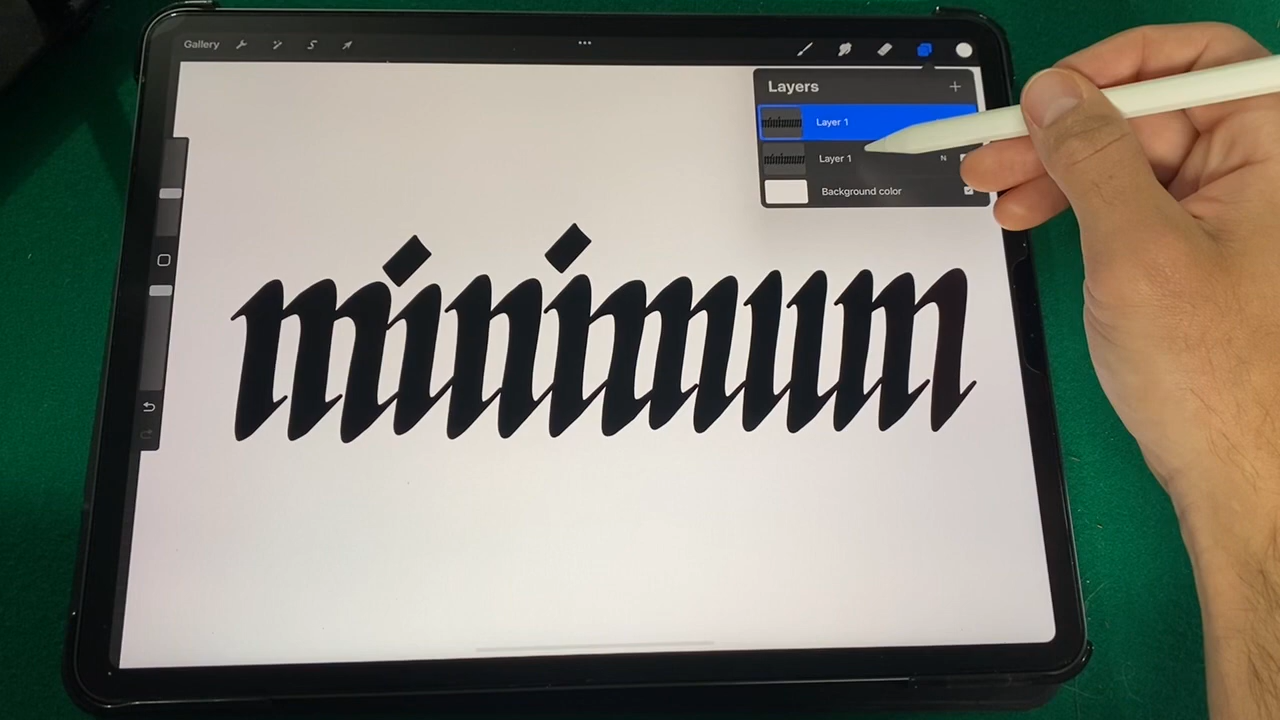 Gallery
Layers
Layer 1
Layer 1 N
Background color
minimum